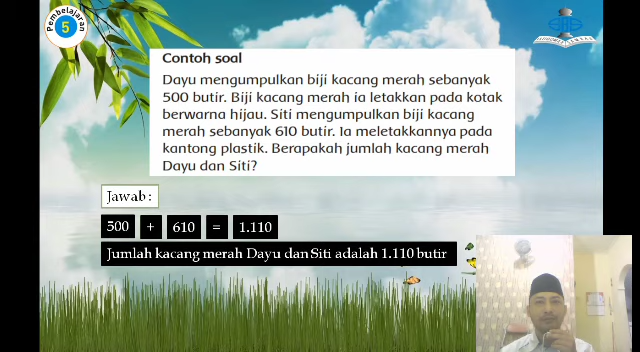 Pembelajaran
5
Contoh soal
Dayu mengumpulkan biji kacang merah sebanyak
500 butir. Biji kacang merah ia letakkan pada kotak
berwarna hijau. Siti mengumpulkan biji kacang
merah sebanyak 610 butir. Ia meletakkannya pada
kantong plastik. Berapakah jumlah kacang merah
Dayu dan Siti?
Jawab :
500 + 610 = 1.110
Jumlah kacang merah Dayu dan Siti adalah 1.110 butir